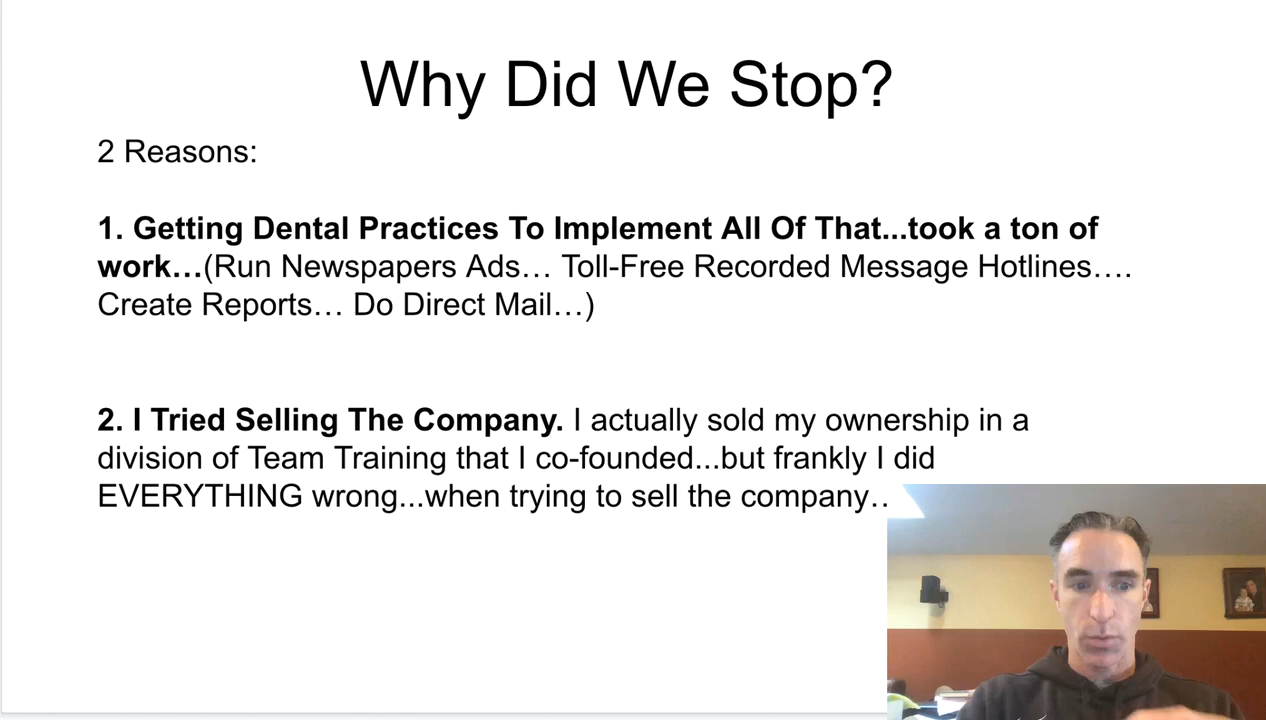 Why Did We Stop?
2 Reasons:
1. Getting Dental Practices To Implement All Of That...took a ton of
work…(Run Newspapers Ads… Toll-Free Recorded Message Hotlines….
Create Reports… Do Direct Mail…)
2. I Tried Selling The Company. I actually sold my ownership in a
division of Team Training that I co-founded...but frankly I did
EVERYTHING wrong...when trying to sell the company..